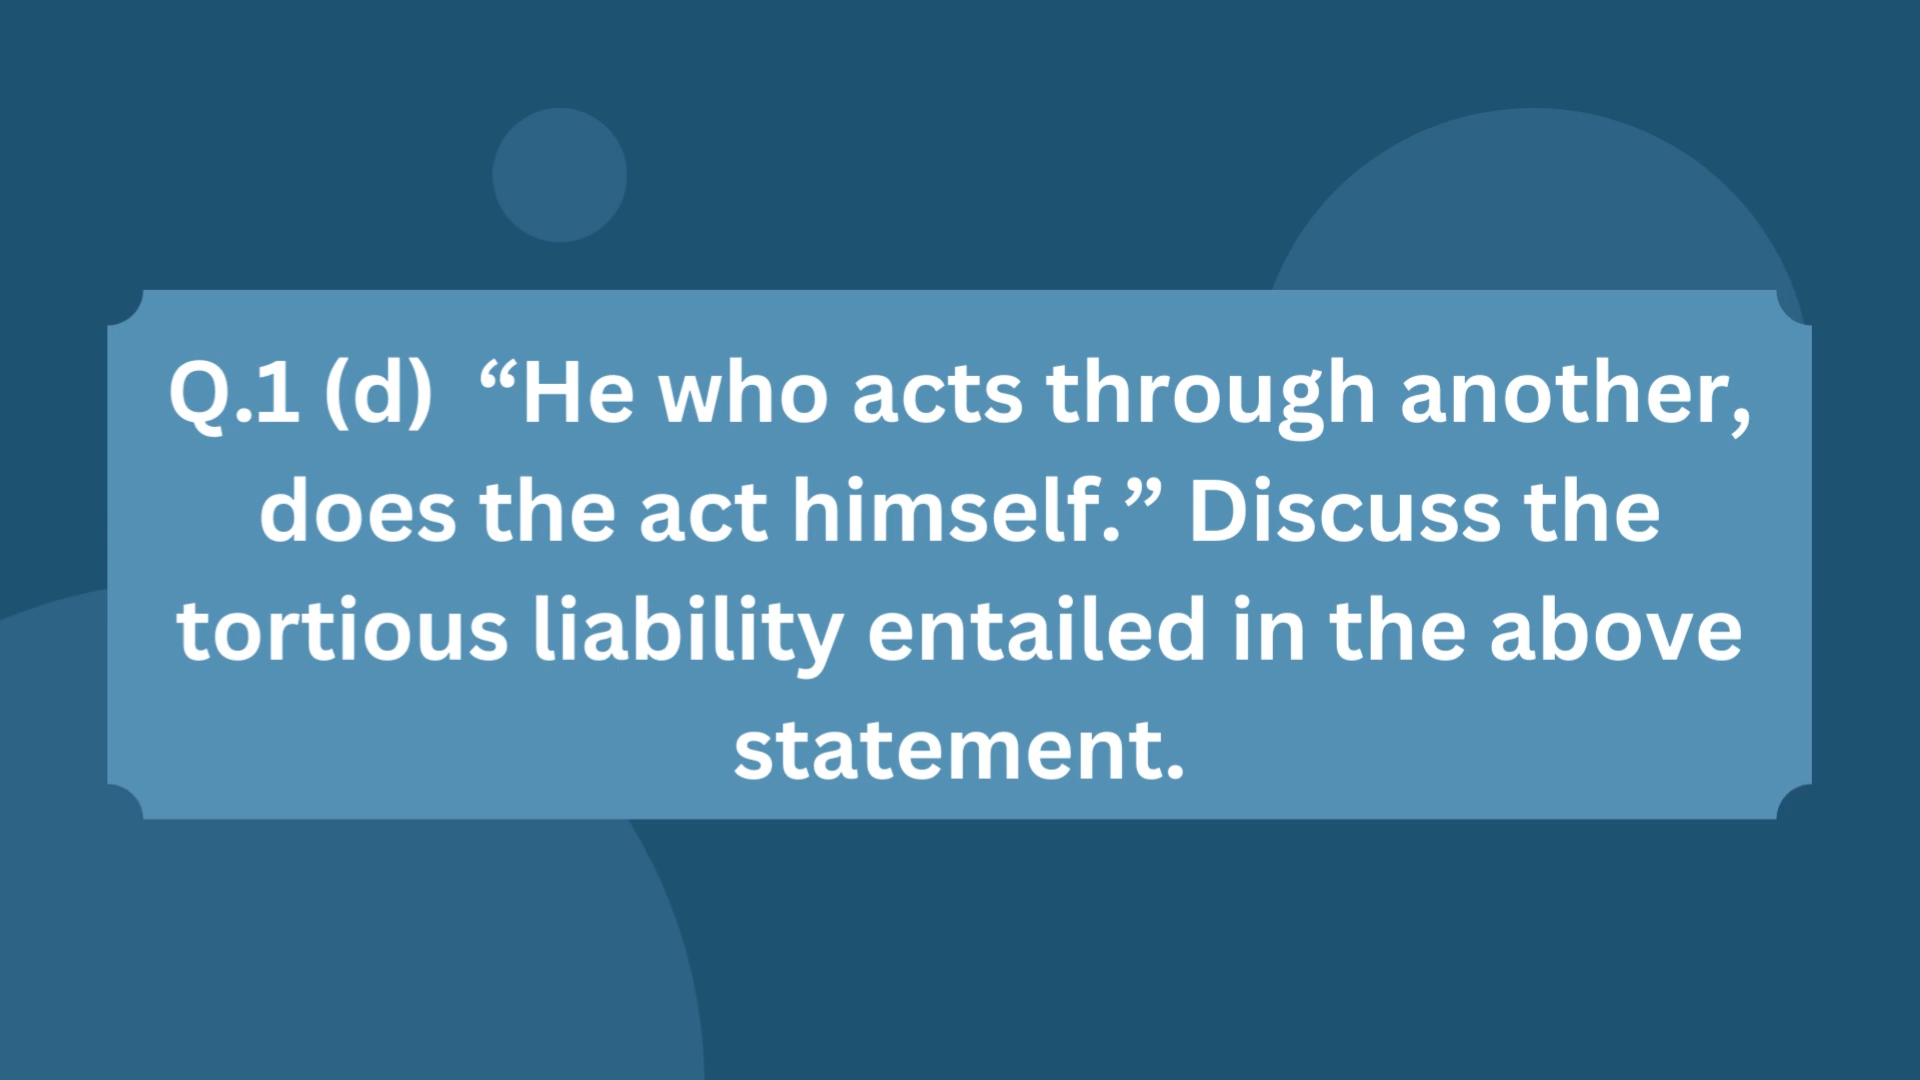 Q.1 (d)  “He who acts through another,
does the act himself.” Discuss the
tortious liability entailed in the above
statement.